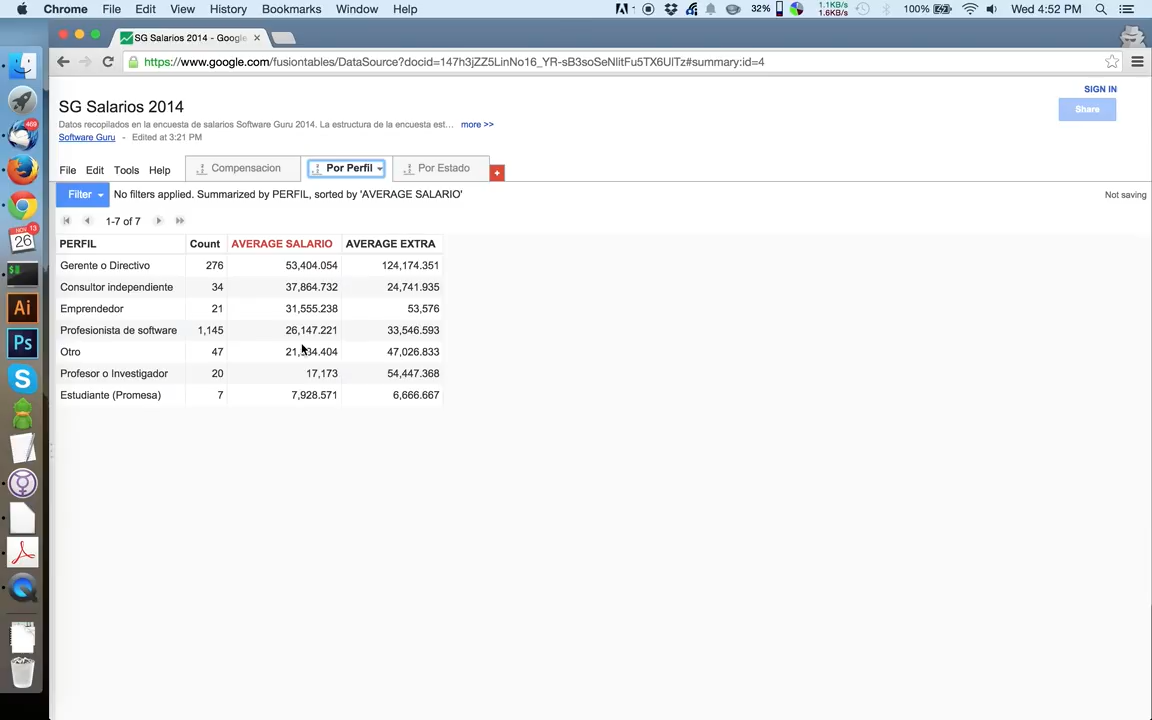 Chrome File Edit View History Bookmarks Window Help 32% 1.1KB/s 1.6KB/s 100% Wed 4:52 PM
SG Salarios 2014 - Google
https://www.google.com/fusiontables/DataSource?docid=147h3jZZ5LinNo16_YR-sB3soSeNlitFu5TX6UlTz#summary:id=4
SIGN IN
SG Salarios 2014
Share
Datos recopilados en la encuesta de salarios Software Guru 2014. La estructura de la encuesta est... more >>
Software Guru - Edited at 3:21 PM
File Edit Tools Help Compensacion Por Perfil Por Estado +
Filter No filters applied. Summarized by PERFIL, sorted by 'AVERAGE SALARIO' Not saving
1-7 of 7
PERFIL Count AVERAGE SALARIO AVERAGE EXTRA
Gerente o Directivo 276 53,404.054 124,174.351
Consultor independiente 34 37,864.732 24,741.935
Emprendedor 21 31,555.238 53,576
Profesionista de software 1,145 26,147.221 33,546.593
Otro 47 47,026.833
Profesor o Investigador 20 17,173 54,447.368
Estudiante (Promesa) 7 7,928.571 6,666.667
469
NOV 13
26
$
Ai
Ps
S